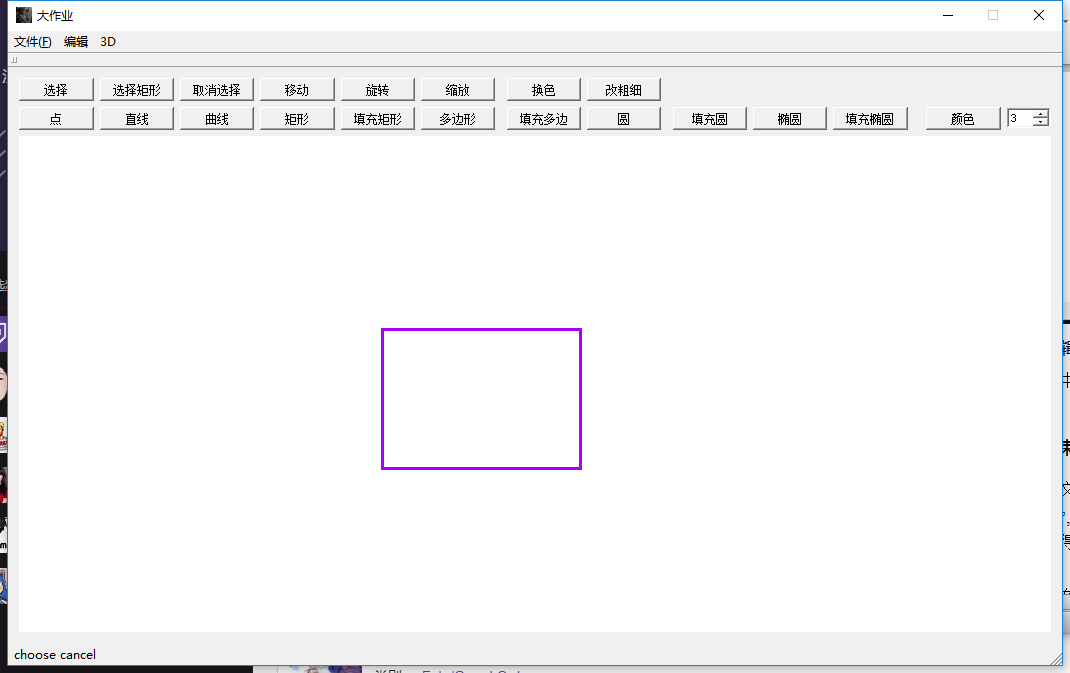 大作业
文件(F) 编辑 3D
选择 选择矩形 取消选择 移动 旋转 缩放 换色 改粗细
点 直线 曲线 矩形 填充矩形 多边形 填充多边 圆 填充圆 椭圆 填充椭圆 颜色 3
choose cancel